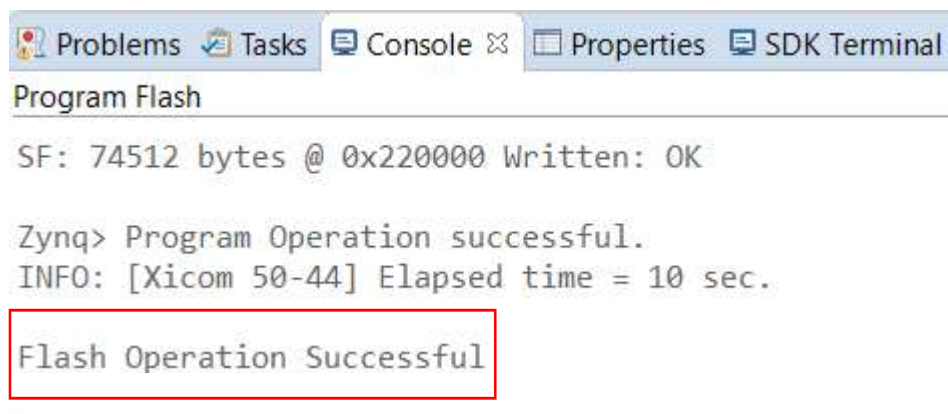 Problems Tasks Console Properties SDK Terminal
Program Flash
SF: 74512 bytes @ 0x220000 Written: OK
Zynq> Program Operation successful.
INFO: [Xicom 50-44] Elapsed time = 10 sec.
Flash Operation Successful